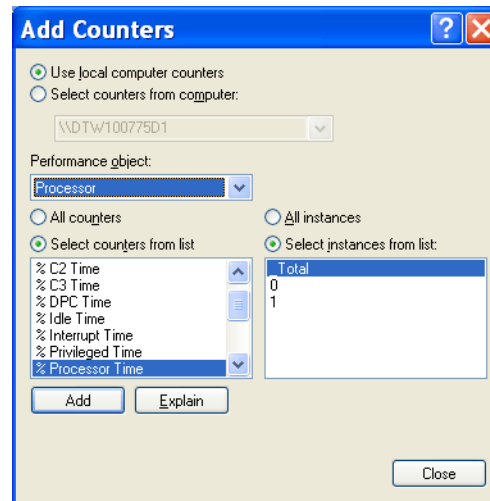 Add Counters
Use local computer counters
Select counters from computer:
\\DTW100775D1
Performance object:
Processor
All counters
All instances
Select counters from list
Select instances from list:
% C2 Time
% C3 Time
% DPC Time
% Idle Time
% Interrupt Time
% Privileged Time
% Processor Time
_Total
0
1
Add
Explain
Close